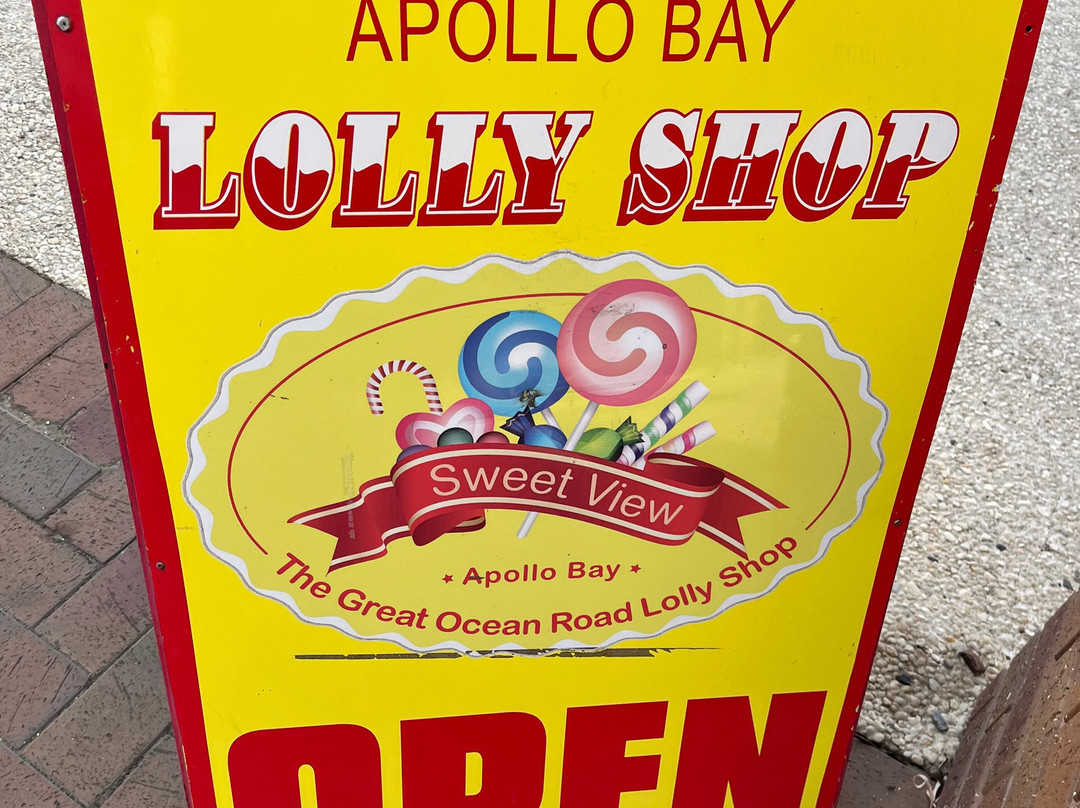 APOLLO BAY
LOLLY SHOP
Sweet View
★ Apollo Bay ★
The Great Ocean Road Lolly Shop
OPEN